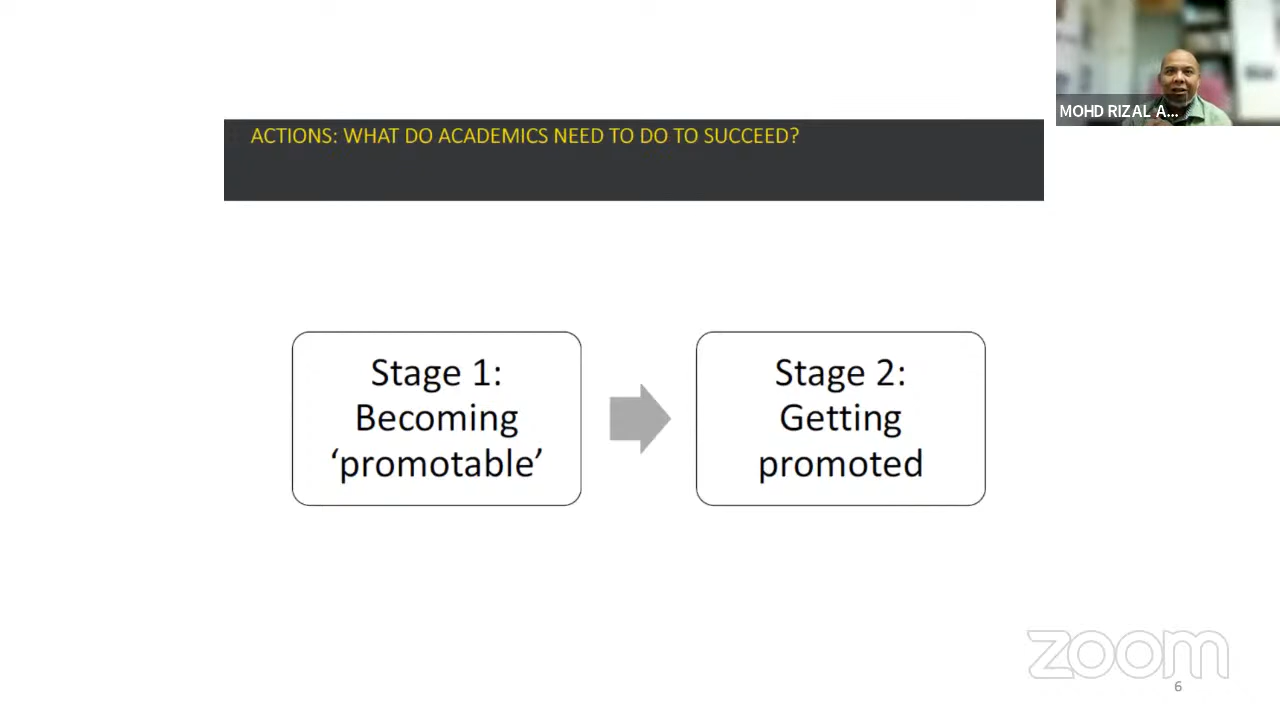 MOHD RIZAL A...
ACTIONS: WHAT DO ACADEMICS NEED TO DO TO SUCCEED?
Stage 1:
Becoming
‘promotable’
Stage 2:
Getting
promoted
zoom
6